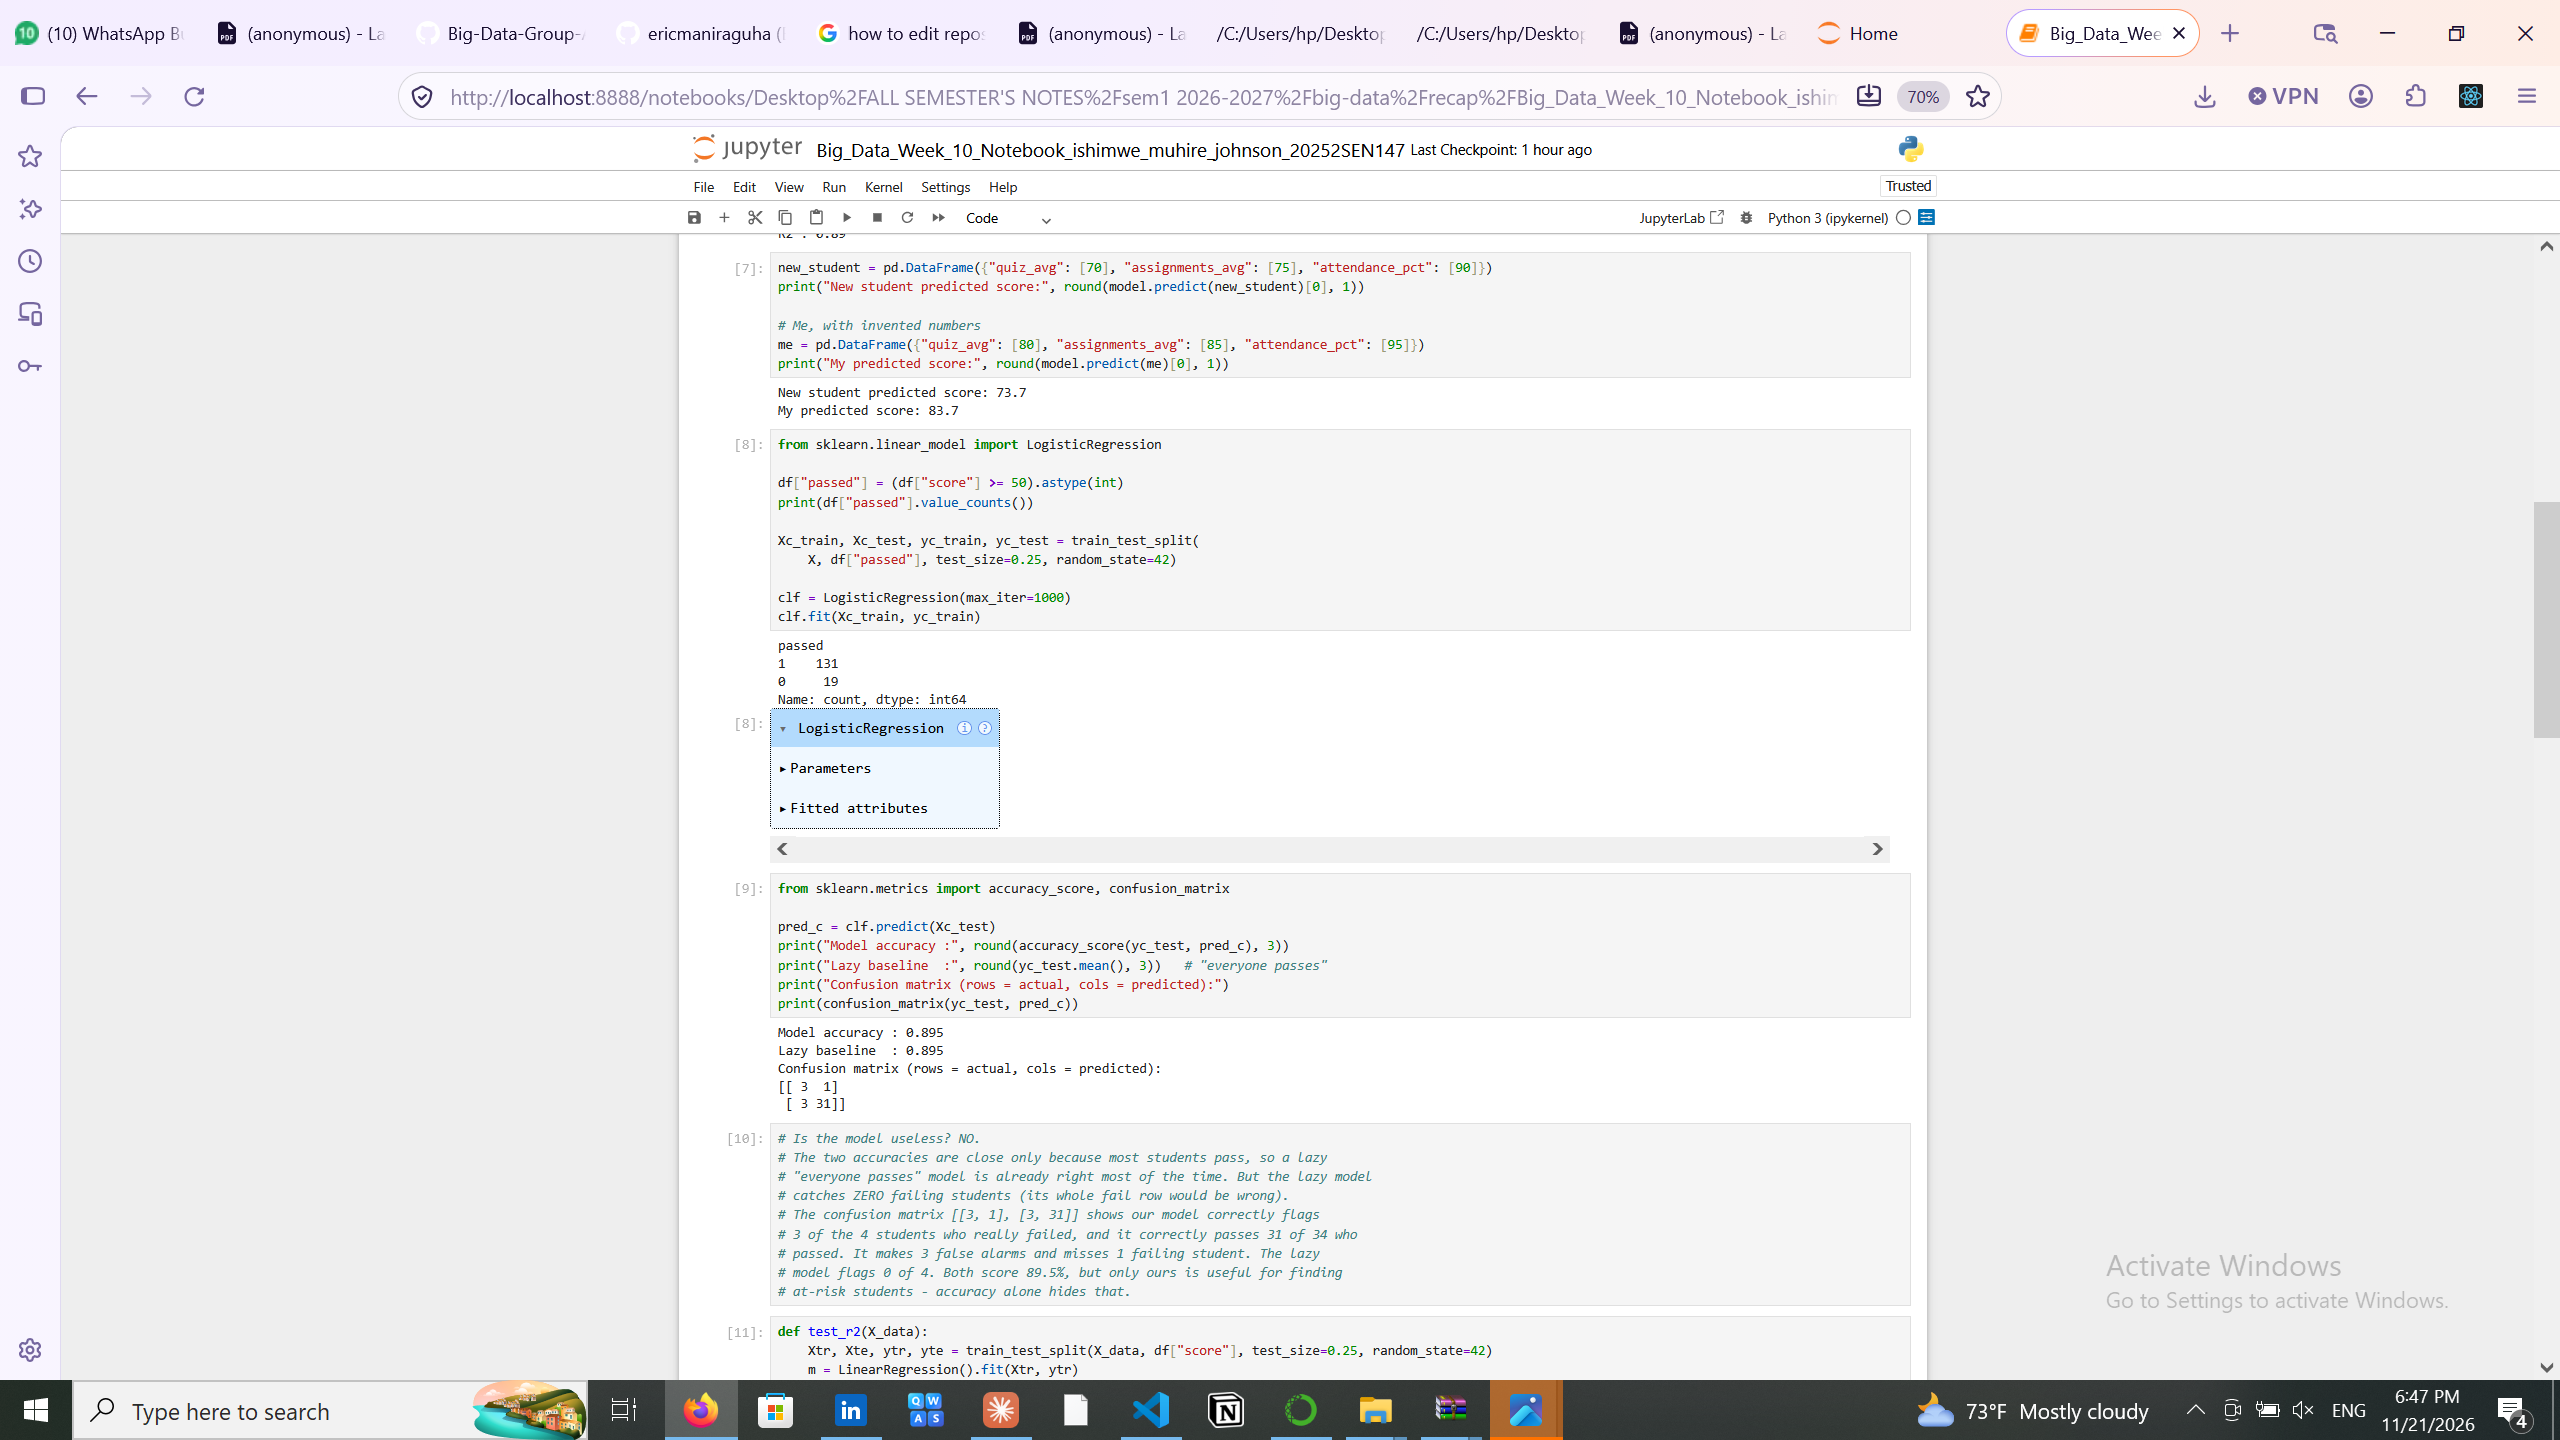 (10) WhatsApp Bu
(anonymous) - La
Big-Data-Group-A
ericmaniraguha (
how to edit repos
(anonymous) - La
/C:/Users/hp/Desktop
/C:/Users/hp/Desktop
(anonymous) - La
Home
Big_Data_Wee
http://localhost:8888/notebooks/Desktop%2FALL SEMESTER'S NOTES%2Fsem1 2026-2027%2Fbig-data%2Frecap%2FBig_Data_Week_10_Notebook_ishim
70%
VPN
jupyter
Big_Data_Week_10_Notebook_ishimwe_muhire_johnson_20252SEN147 Last Checkpoint: 1 hour ago
File Edit View Run Kernel Settings Help
Trusted
Code
JupyterLab
Python 3 (ipykernel)
R2 : 0.89
[7]:
new_student = pd.DataFrame({"quiz_avg": [70], "assignments_avg": [75], "attendance_pct": [90]})
print("New student predicted score:", round(model.predict(new_student)[0], 1))
# Me, with invented numbers
me = pd.DataFrame({"quiz_avg": [80], "assignments_avg": [85], "attendance_pct": [95]})
print("My predicted score:", round(model.predict(me)[0], 1))
New student predicted score: 73.7
My predicted score: 83.7
[8]:
from sklearn.linear_model import LogisticRegression
df["passed"] = (df["score"] >= 50).astype(int)
print(df["passed"].value_counts())
Xc_train, Xc_test, yc_train, yc_test = train_test_split(
    X, df["passed"], test_size=0.25, random_state=42)
clf = LogisticRegression(max_iter=1000)
clf.fit(Xc_train, yc_train)
passed
1    131
0     19
Name: count, dtype: int64
[8]:
LogisticRegression
Parameters
Fitted attributes
[9]:
from sklearn.metrics import accuracy_score, confusion_matrix
pred_c = clf.predict(Xc_test)
print("Model accuracy :", round(accuracy_score(yc_test, pred_c), 3))
print("Lazy baseline  :", round(yc_test.mean(), 3))   # "everyone passes"
print("Confusion matrix (rows = actual, cols = predicted):")
print(confusion_matrix(yc_test, pred_c))
Model accuracy : 0.895
Lazy baseline  : 0.895
Confusion matrix (rows = actual, cols = predicted):
[[ 3  1]
 [ 3 31]]
[10]:
# Is the model useless? NO.
# The two accuracies are close only because most students pass, so a lazy
# "everyone passes" model is already right most of the time. But the lazy model
# catches ZERO failing students (its whole fail row would be wrong).
# The confusion matrix [[3, 1], [3, 31]] shows our model correctly flags
# 3 of the 4 students who really failed, and it correctly passes 31 of 34 who
# passed. It makes 3 false alarms and misses 1 failing student. The lazy
# model flags 0 of 4. Both score 89.5%, but only ours is useful for finding
# at-risk students - accuracy alone hides that.
[11]:
def test_r2(X_data):
    Xtr, Xte, ytr, yte = train_test_split(X_data, df["score"], test_size=0.25, random_state=42)
    m = LinearRegression().fit(Xtr, ytr)
Activate Windows
Go to Settings to activate Windows.
Type here to search
73°F Mostly cloudy
ENG
6:47 PM
11/21/2026
4